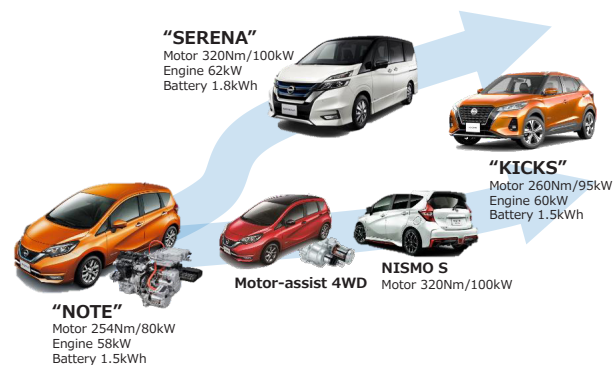 “SERENA”
Motor 320Nm/100kW
Engine 62kW
Battery 1.8kWh
“KICKS”
Motor 260Nm/95kW
Engine 60kW
Battery 1.5kWh
Motor-assist 4WD
NISMO S
Motor 320Nm/100kW
“NOTE”
Motor 254Nm/80kW
Engine 58kW
Battery 1.5kWh